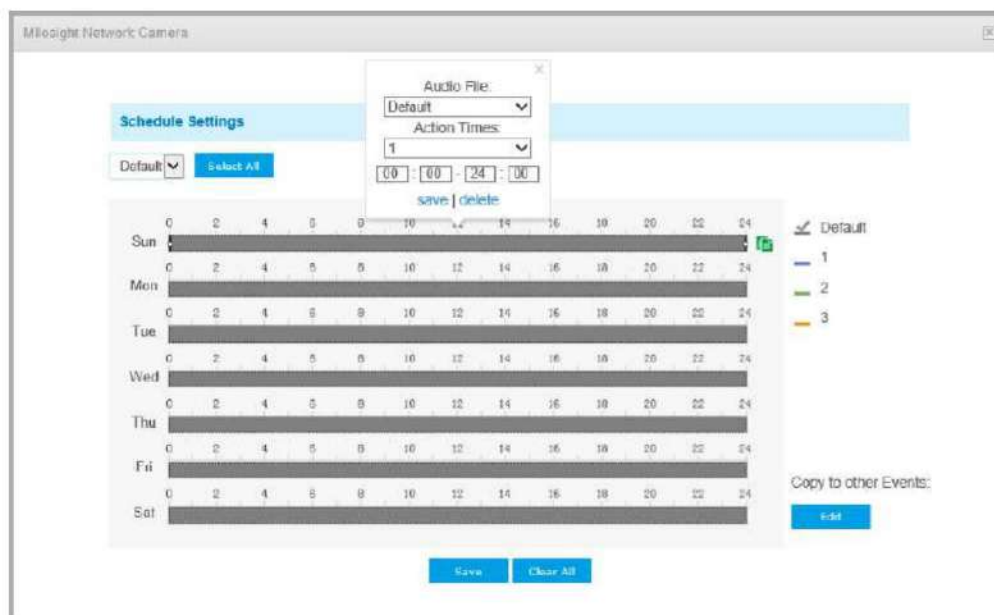 Milesight Network Camera
Audio File:
Default
Schedule Settings
Action Times:
1
Default Select All
00 : 00 - 24 : 00
save | delete
0 2 4 6 8 10 12 14 16 18 20 22 24
Sun
Default
0 2 4 6 8 10 12 14 16 18 20 22 24
Mon
1
2
0 2 4 6 8 10 12 14 16 18 20 22 24
Tue
3
0 2 4 6 8 10 12 14 16 18 20 22 24
Wed
0 2 4 6 8 10 12 14 16 18 20 22 24
Thu
0 2 4 6 8 10 12 14 16 18 20 22 24
Fri
0 2 4 6 8 10 12 14 16 18 20 22 24
Sat
Copy to other Events:
Edit
Save Clear All